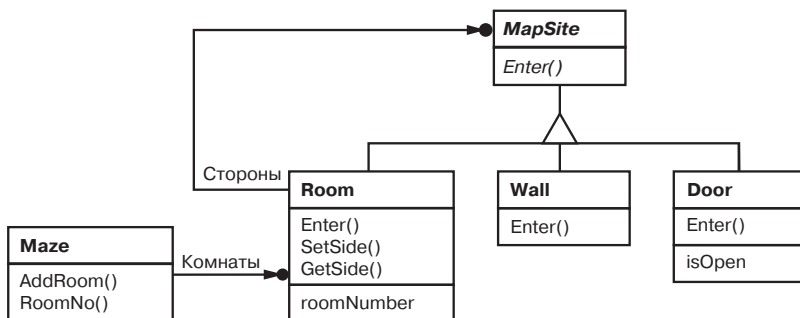 MapSite
Enter()
Стороны
Room
Enter()
SetSide()
GetSide()
roomNumber
Wall
Enter()
Door
Enter()
isOpen
Maze
AddRoom()
RoomNo()
Комнаты